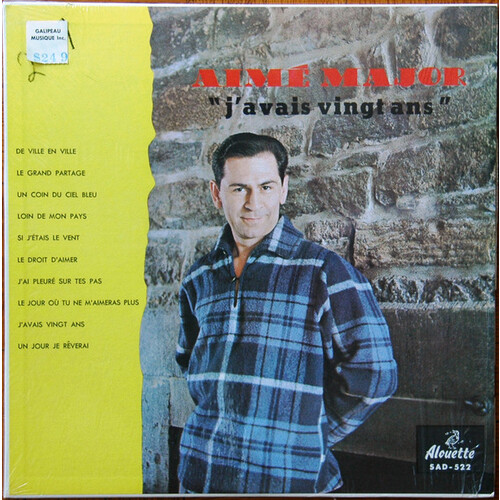 GALIPEAU
MUSIQUE Inc.
$2.19
AIMÉ MAJOR
"j'avais vingt ans"
DE VILLE EN VILLE
LE GRAND PARTAGE
UN COIN DU CIEL BLEU
LOIN DE MON PAYS
SI J'ÉTAIS LE VENT
LE DROIT D'AIMER
J'AI PLEURÉ SUR TES PAS
LE JOUR OÙ TU NE M'AIMERAS PLUS
J'AVAIS VINGT ANS
UN JOUR JE RÊVERAI
Alouette
SAD-522